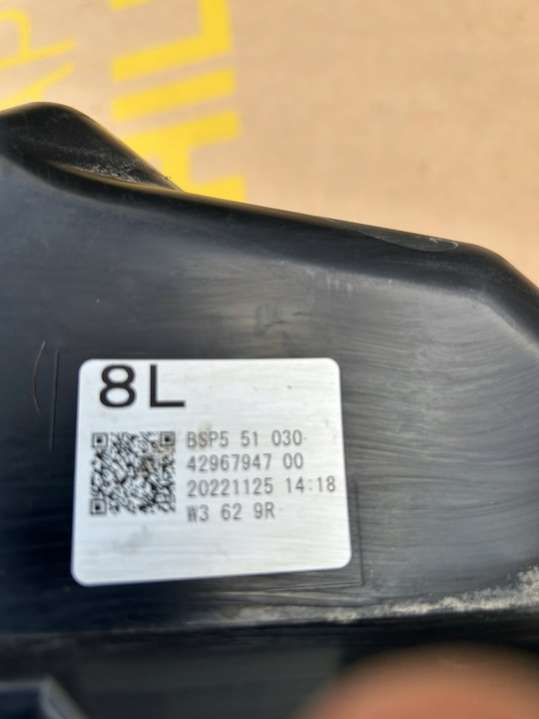 8L
BSP5 51 030
42967947 00
20221125 14:18
W3 62 9R